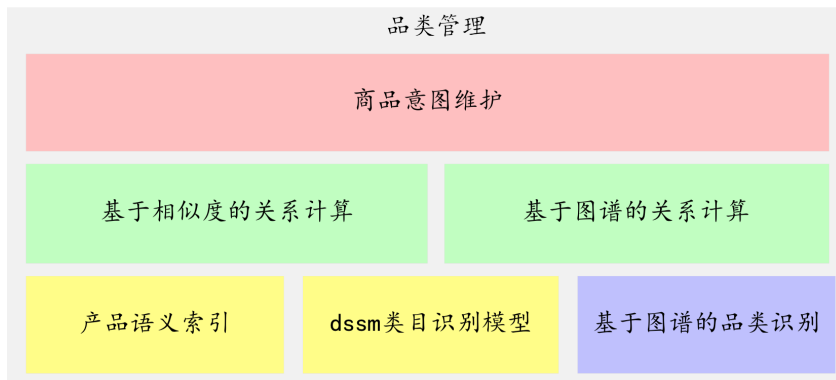 品类管理
商品意图维护
基于相似度的关系计算
基于图谱的关系计算
产品语义索引
dssm类目识别模型
基于图谱的品类识别